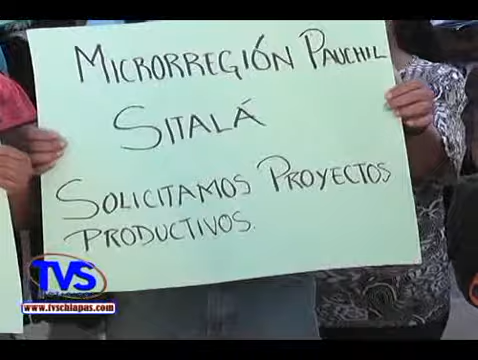 MICRORREGIÓN PAUCHIL
SITALÁ
SOLICITAMOS PROYECTOS
PRODUCTIVOS.
TVS
www.tvschiapas.com